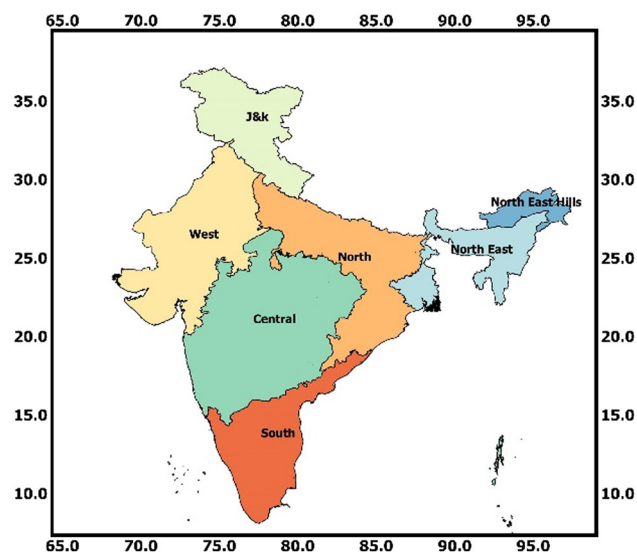 65.0 70.0 75.0 80.0 85.0 90.0 95.0
35.0 35.0
J&k
30.0 30.0
North East Hills
West
North East
25.0 North 25.0
Central
20.0 20.0
15.0 15.0
South
10.0 10.0
65.0 70.0 75.0 80.0 85.0 90.0 95.0